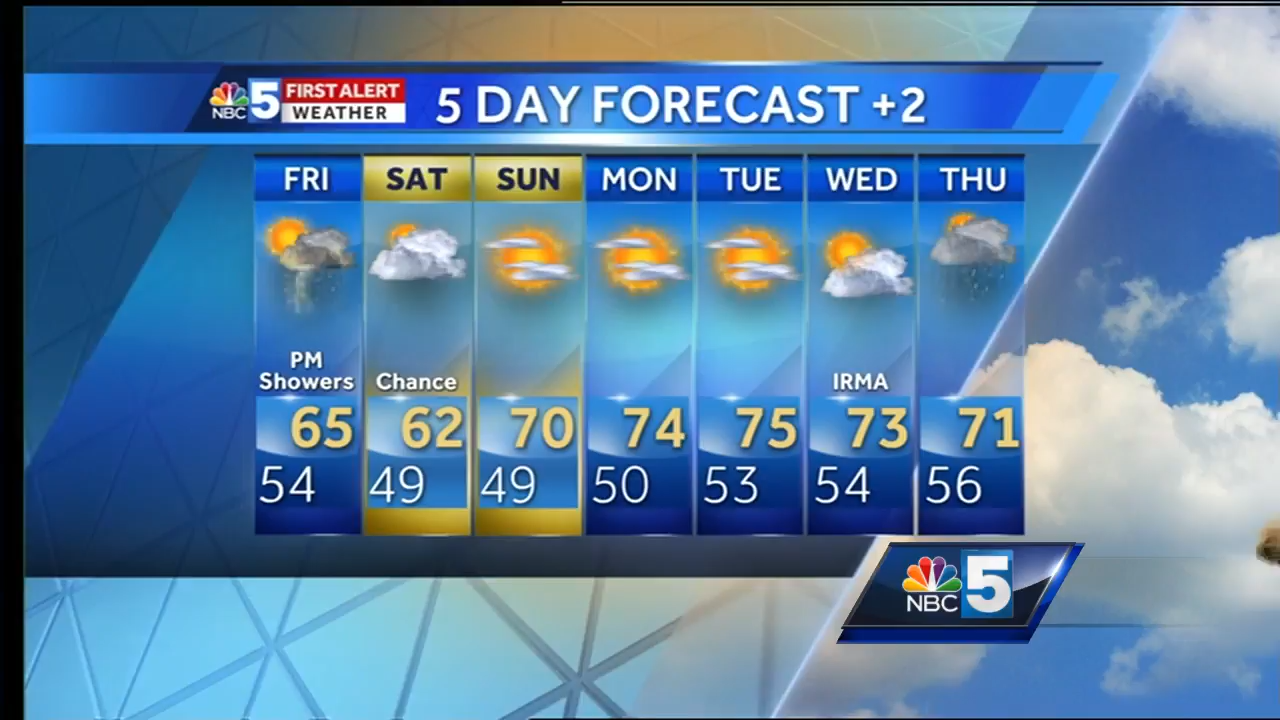 NBC 5 FIRST ALERT WEATHER
5 DAY FORECAST +2
FRI SAT SUN MON TUE WED THU
PM
Showers Chance IRMA
65 62 70 74 75 73 71
54 49 49 50 53 54 56
NBC 5